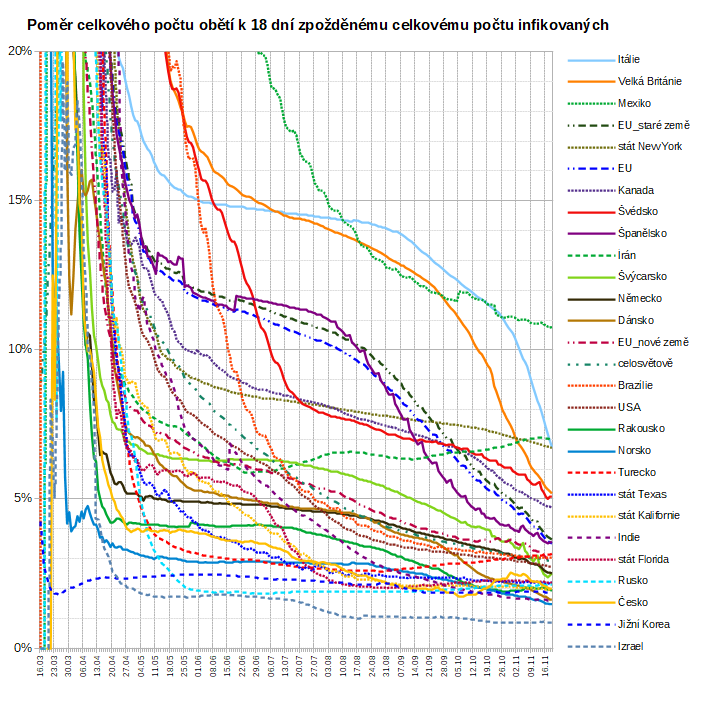 Poměr celkového počtu obětí k 18 dní zpožděnému celkovému počtu infikovaných
20%
15%
10%
5%
0%
Itálie
Velká Británie
Mexiko
EU_staré země
stát NewYork
EU
Kanada
Švédsko
Španělsko
Irán
Švýcarsko
Německo
Dánsko
EU_nové země
celosvětově
Brazílie
USA
Rakousko
Norsko
Turecko
stát Texas
stát Kalifornie
Indie
stát Florida
Rusko
Česko
Jižní Korea
Izrael
16.03
23.03
30.03
06.04
13.04
20.04
27.04
04.05
11.05
18.05
25.05
01.06
08.06
15.06
22.06
29.06
06.07
13.07
20.07
27.07
03.08
10.08
17.08
24.08
31.08
07.09
14.09
21.09
28.09
05.10
12.10
19.10
26.10
02.11
09.11
16.11